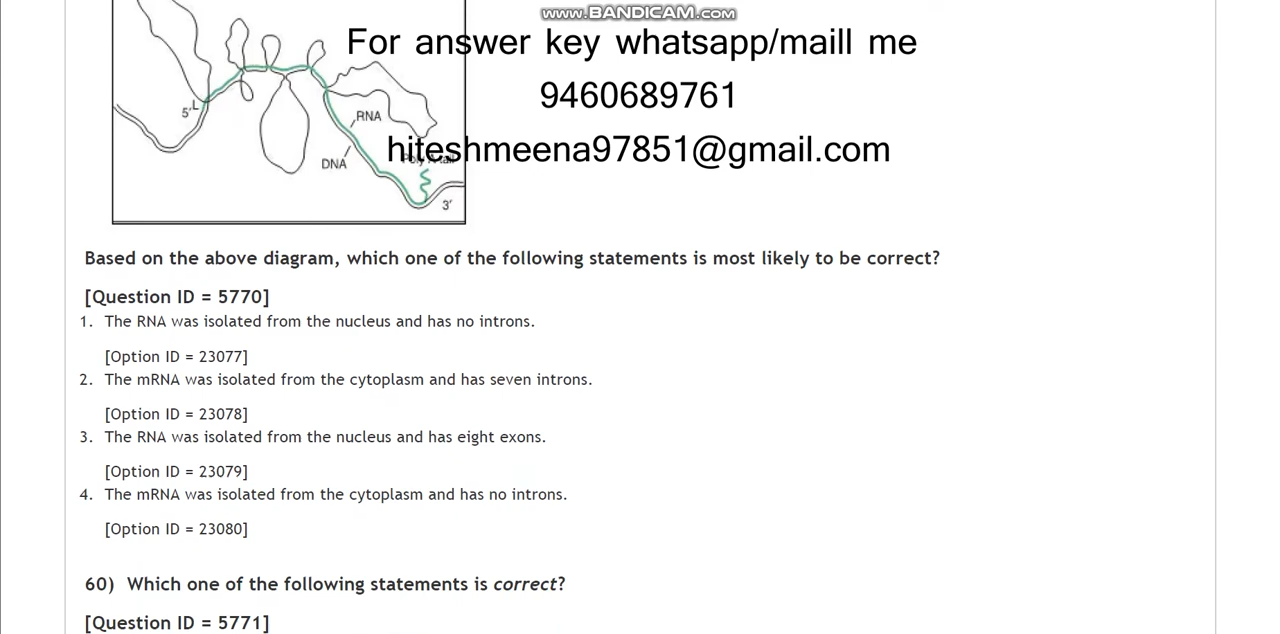 www.BANDICAM.com
For answer key whatsapp/maill me
9460689761
hiteshmeena97851@gmail.com
5'
L
RNA
DNA
3'
Based on the above diagram, which one of the following statements is most likely to be correct?
[Question ID = 5770]
1. The RNA was isolated from the nucleus and has no introns.
[Option ID = 23077]
2. The mRNA was isolated from the cytoplasm and has seven introns.
[Option ID = 23078]
3. The RNA was isolated from the nucleus and has eight exons.
[Option ID = 23079]
4. The mRNA was isolated from the cytoplasm and has no introns.
[Option ID = 23080]
60) Which one of the following statements is correct?
[Question ID = 5771]